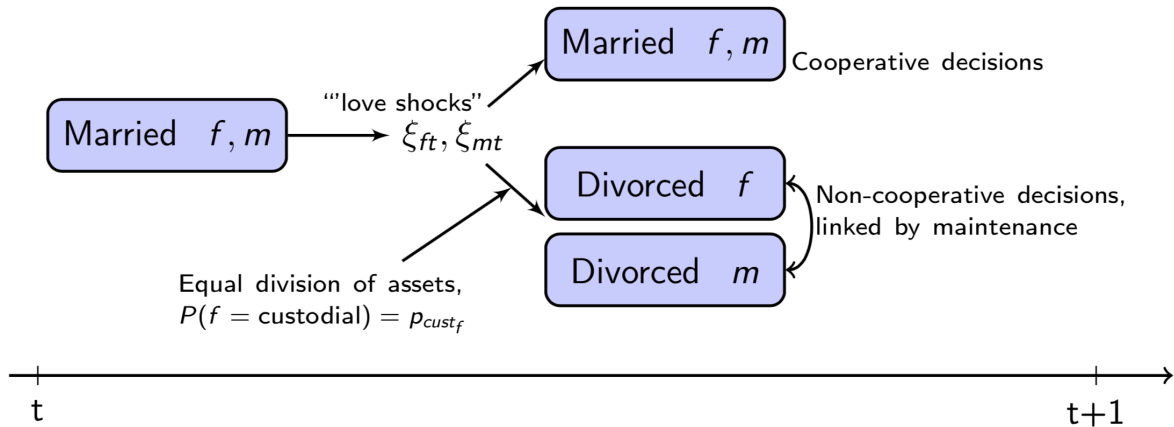 Married f, m
Cooperative decisions
“’love shocks”
Married f, m
ξft, ξmt
Divorced f
Non-cooperative decisions,
linked by maintenance
Divorced m
Equal division of assets,
P(f = custodial) = pcustf
t
t+1